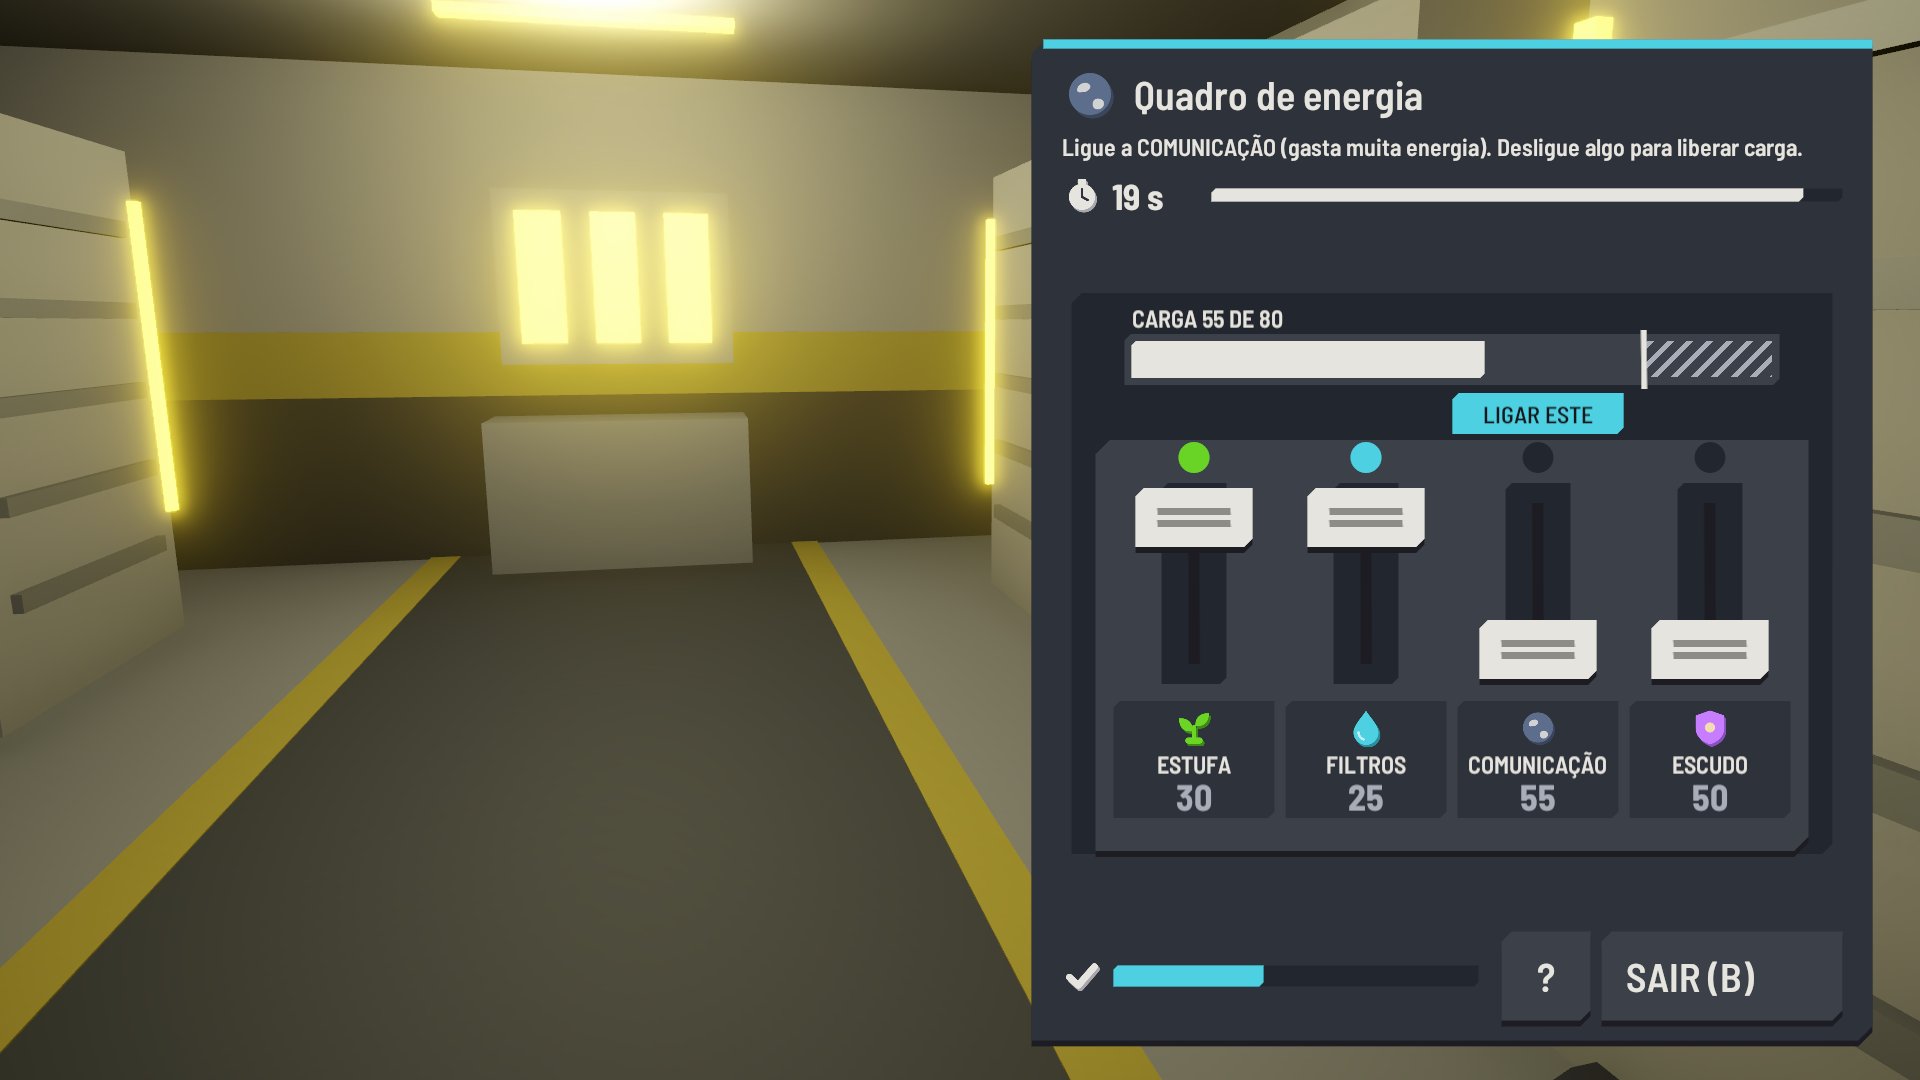 Quadro de energia
Ligue a COMUNICAÇÃO (gasta muita energia). Desligue algo para liberar carga.
19 s
CARGA 55 DE 80
LIGAR ESTE
ESTUFA FILTROS COMUNICAÇÃO ESCUDO
30 25 55 50
? SAIR (B)